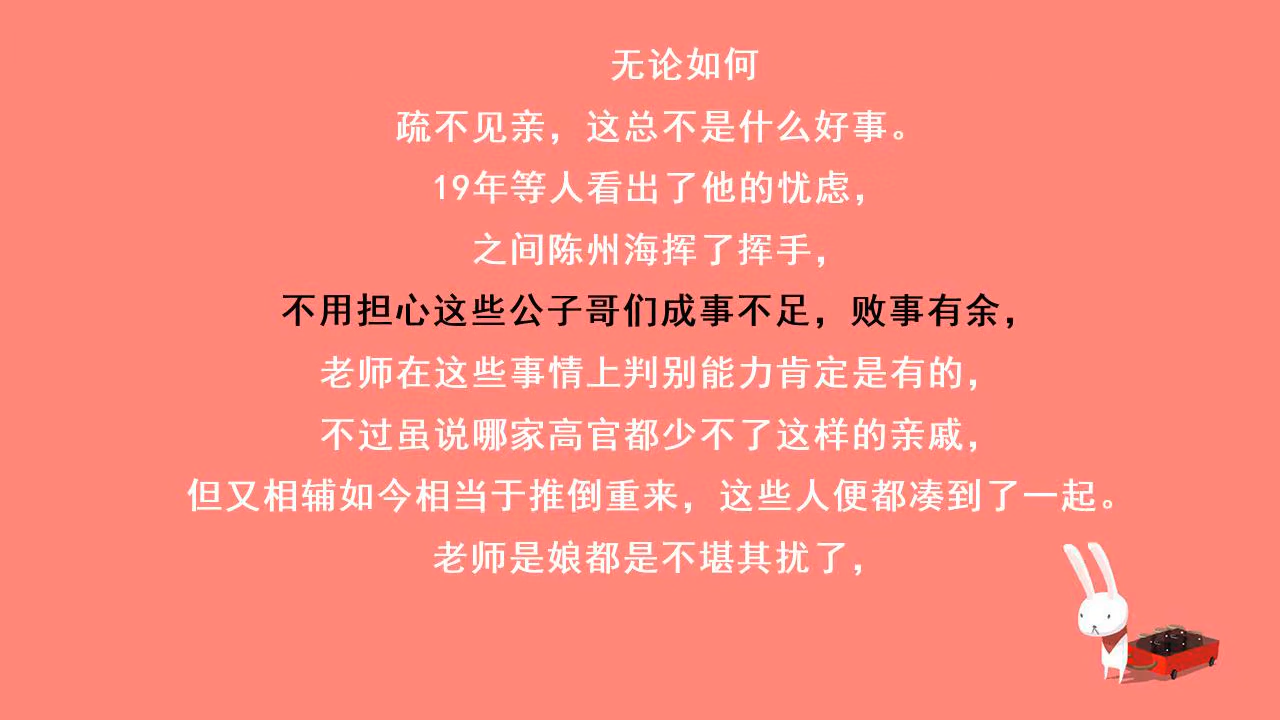 无论如何
疏不见亲，这总不是什么好事。
19年等人看出了他的忧虑，
之间陈州海挥了挥手，
不用担心这些公子哥们成事不足，败事有余，
老师在这些事情上判别能力肯定是有的，
不过虽说哪家高官都少不了这样的亲戚，
但又相辅如今相当于推倒重来，这些人便都凑到了一起。
老师是娘都是不堪其扰了，